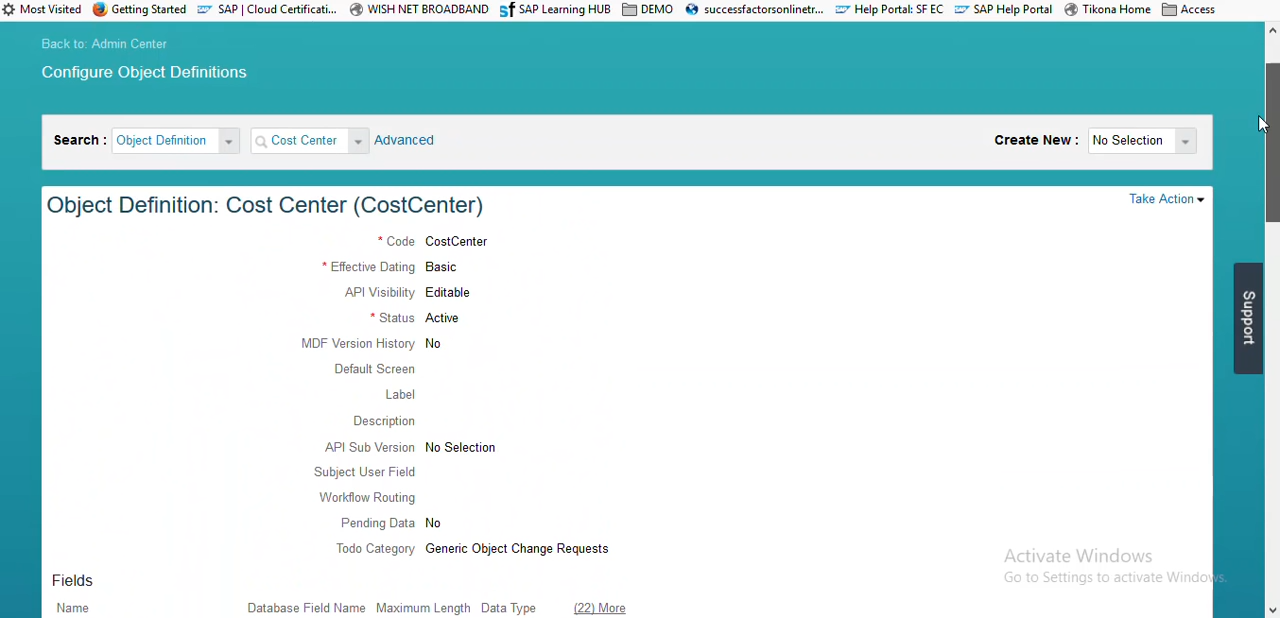 Most Visited Getting Started SAP | Cloud Certificati... WISH NET BROADBAND SAP Learning HUB DEMO successfactorsonlinetr... Help Portal: SF EC SAP Help Portal Tikona Home Access
Back to: Admin Center
Configure Object Definitions
Search : Object Definition Cost Center Advanced Create New : No Selection
Object Definition: Cost Center (CostCenter) Take Action
* Code CostCenter
* Effective Dating Basic
API Visibility Editable
* Status Active
MDF Version History No
Default Screen
Label
Description
API Sub Version No Selection
Subject User Field
Workflow Routing
Pending Data No
Todo Category Generic Object Change Requests
Support
Activate Windows
Go to Settings to activate Windows.
Fields
Name Database Field Name Maximum Length Data Type (22) More